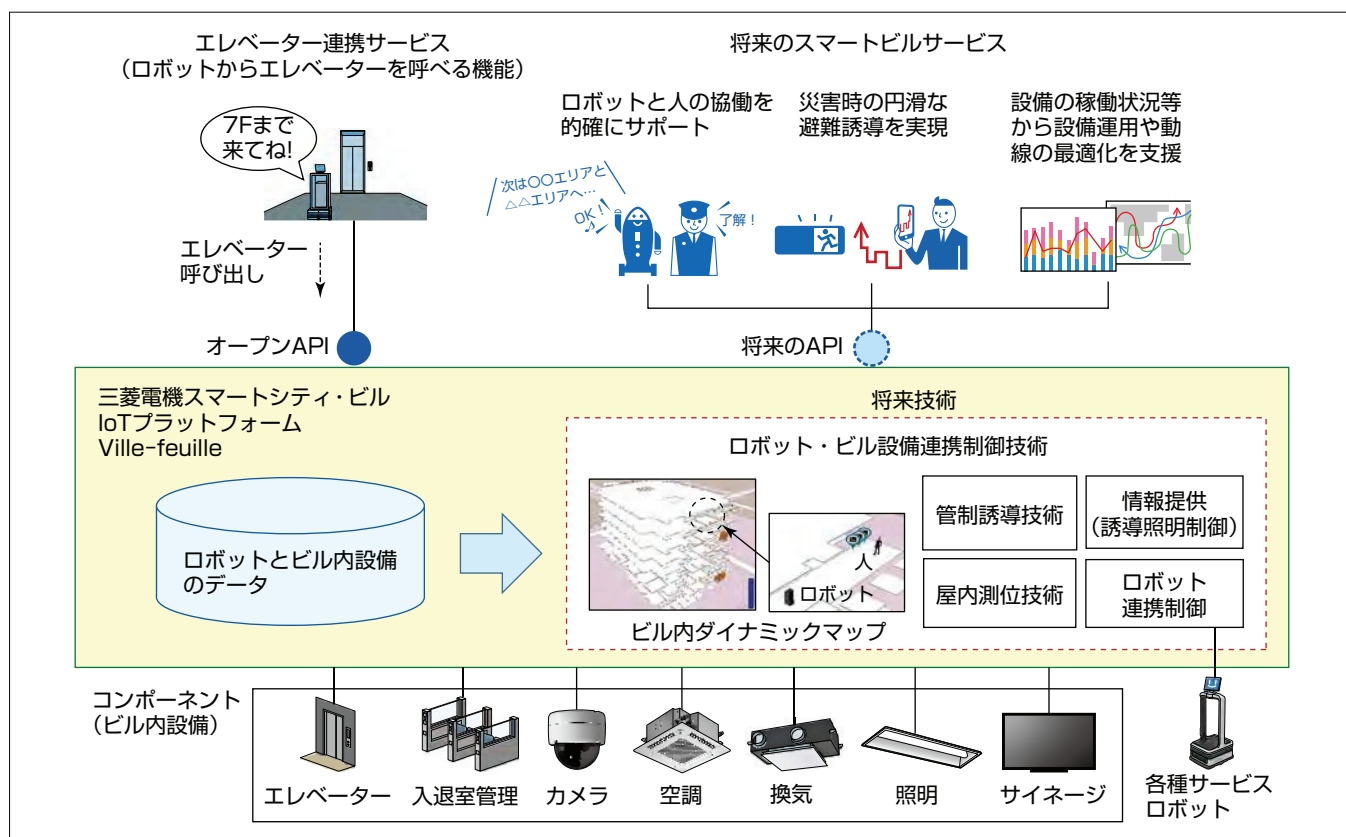 エレベーター連携サービス
（ロボットからエレベーターを呼べる機能）
7Fまで
来てね!
エレベーター
呼び出し
オープンAPI
将来のスマートビルサービス
ロボットと人の協働を
的確にサポート
次は〇〇エリアと
△△エリアへ…
OK！
了解！
災害時の円滑な
避難誘導を実現
設備の稼働状況等
から設備運用や動
線の最適化を支援
将来のAPI
三菱電機スマートシティ・ビル
IoTプラットフォーム
Ville-feuille
ロボットとビル内設備
のデータ
将来技術
ロボット・ビル設備連携制御技術
人
ロボット
ビル内ダイナミックマップ
管制誘導技術
情報提供
（誘導照明制御）
屋内測位技術
ロボット
連携制御
コンポーネント
（ビル内設備）
エレベーター
入退室管理
カメラ
空調
換気
照明
サイネージ
各種サービス
ロボット